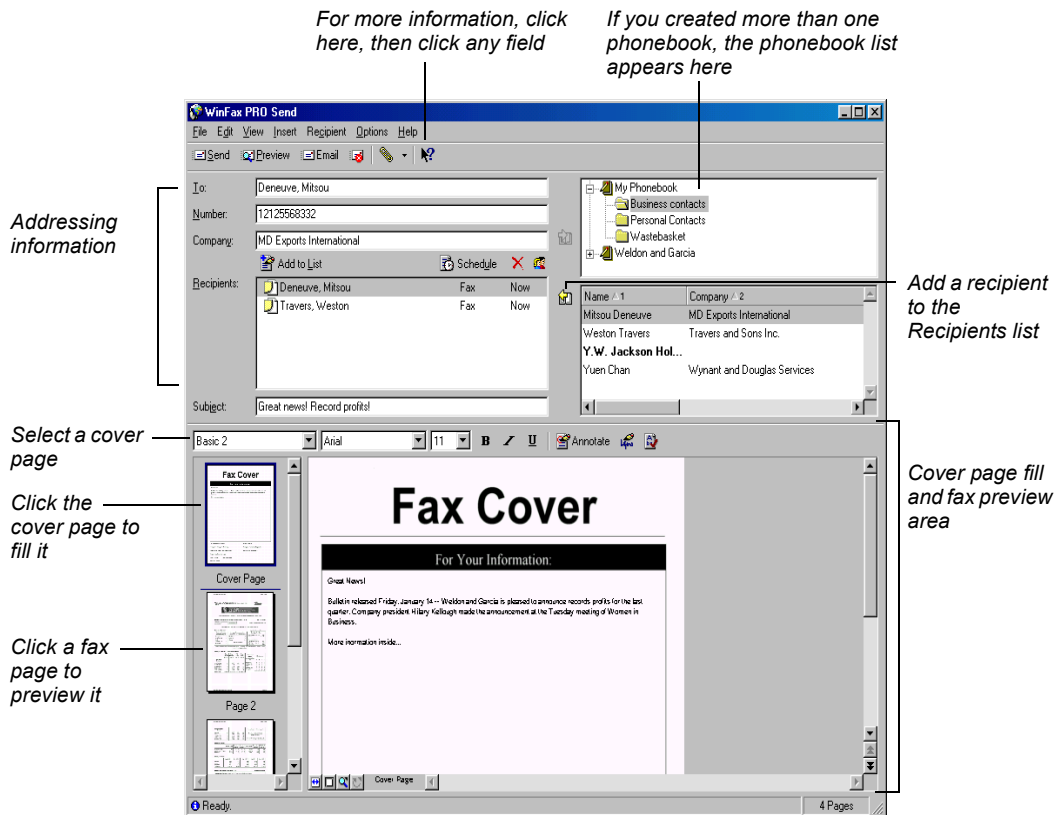 For more information, click
here, then click any field
If you created more than one
phonebook, the phonebook list
appears here
WinFax PRO Send
File Edit View Insert Recipient Options Help
Send Preview Email
Addressing
information
To: Deneuve, Mitsou
Number: 12125568332
Company: MD Exports International
Add to List Schedule
Recipients:
Deneuve, Mitsou Fax Now
Travers, Weston Fax Now
Subject: Great news! Record profits!
My Phonebook
Business contacts
Personal Contacts
Wastebasket
Weldon and Garcia
Name 1 Company 2
Mitsou Deneuve MD Exports International
Weston Travers Travers and Sons Inc.
Y.W. Jackson Hol...
Yuen Chan Wynant and Douglas Services
Add a recipient
to the
Recipients list
Select a cover
page
Basic 2 Arial 11 B I U Annotate
Click the
cover page to
fill it
Fax Cover
Cover Page
Click a fax
page to
preview it
Page 2
Fax Cover
For Your Information:
Great News!
Bulletin released Friday, January 14 -- Weldon and Garcia is pleased to announce records profits for the last
quarter. Company president Hilary Kellough made the announcement at the Tuesday meeting of Women in
Business.
More inormation inside...
Cover page fill
and fax preview
area
Cover Page
Ready.
4 Pages